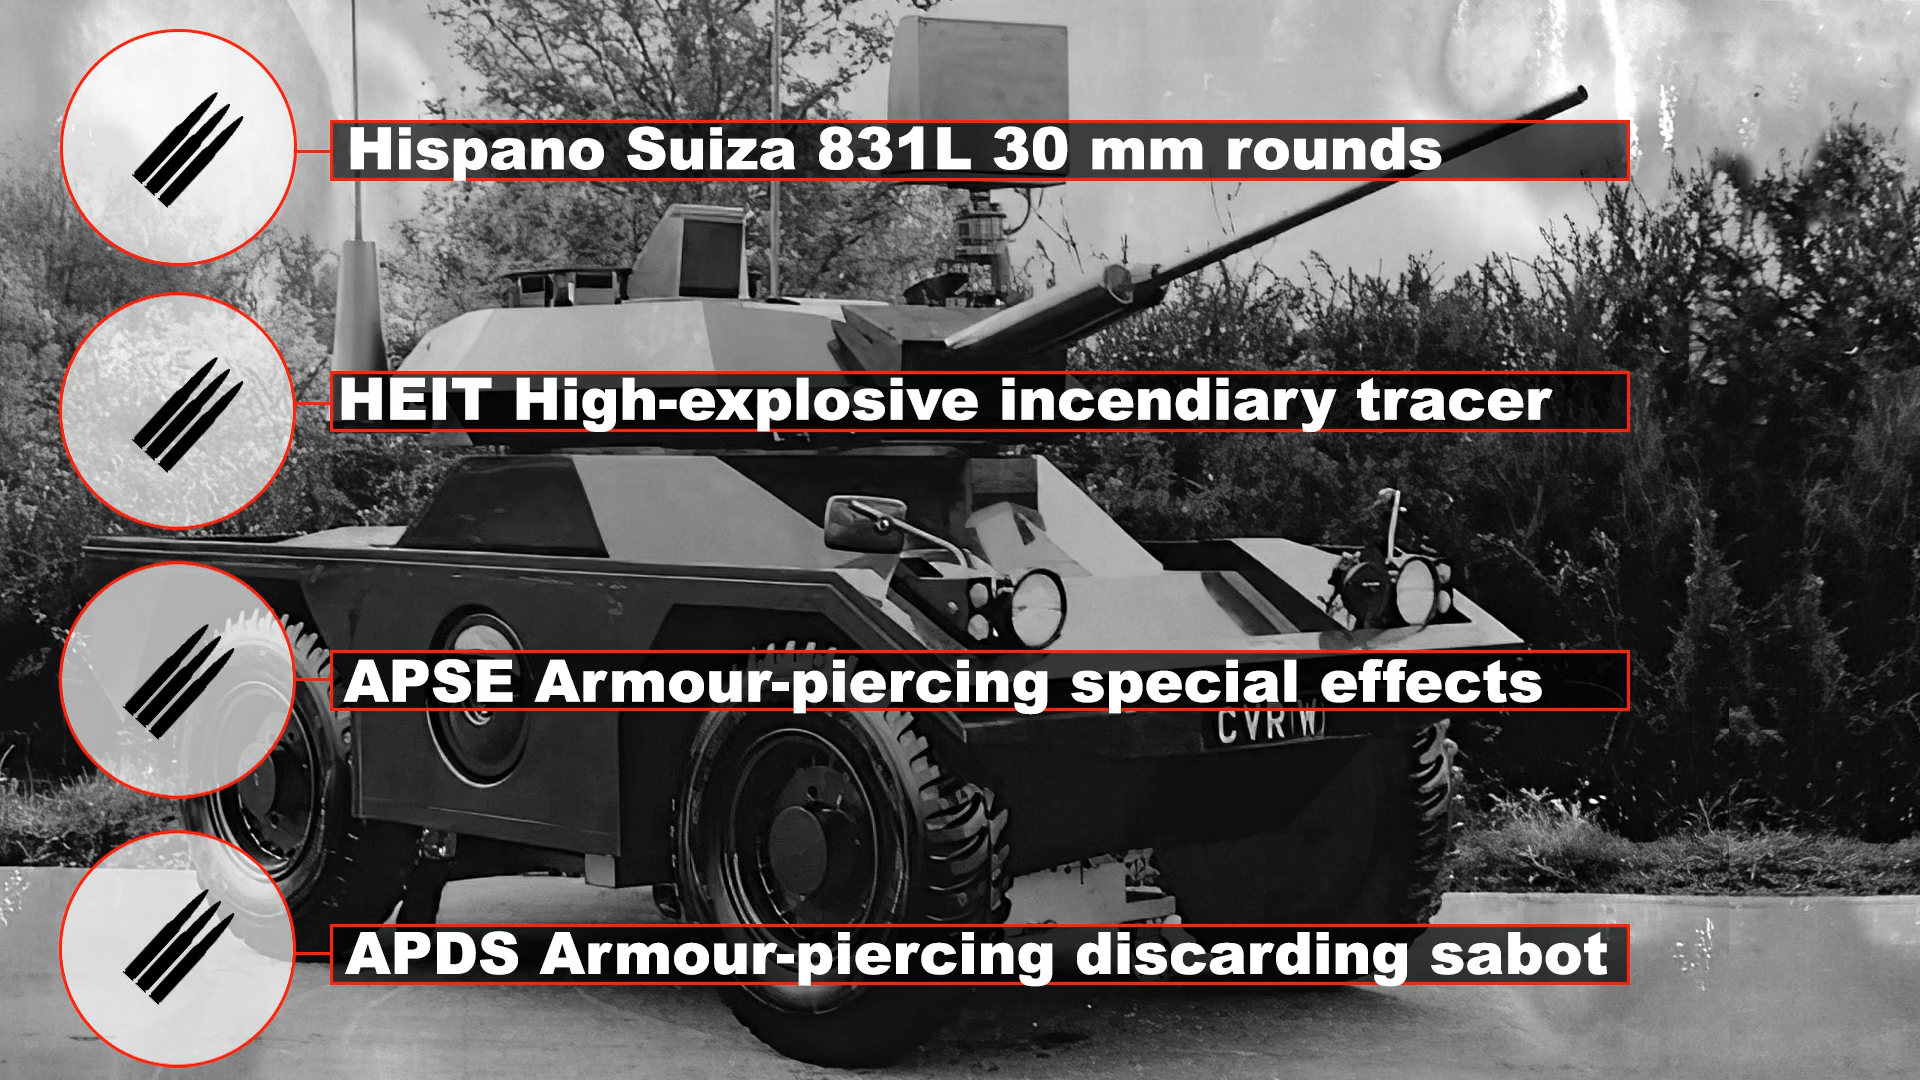 Hispano Suiza 831L 30 mm rounds
HEIT High-explosive incendiary tracer
APSE Armour-piercing special effects
CVR W
APDS Armour-piercing discarding sabot